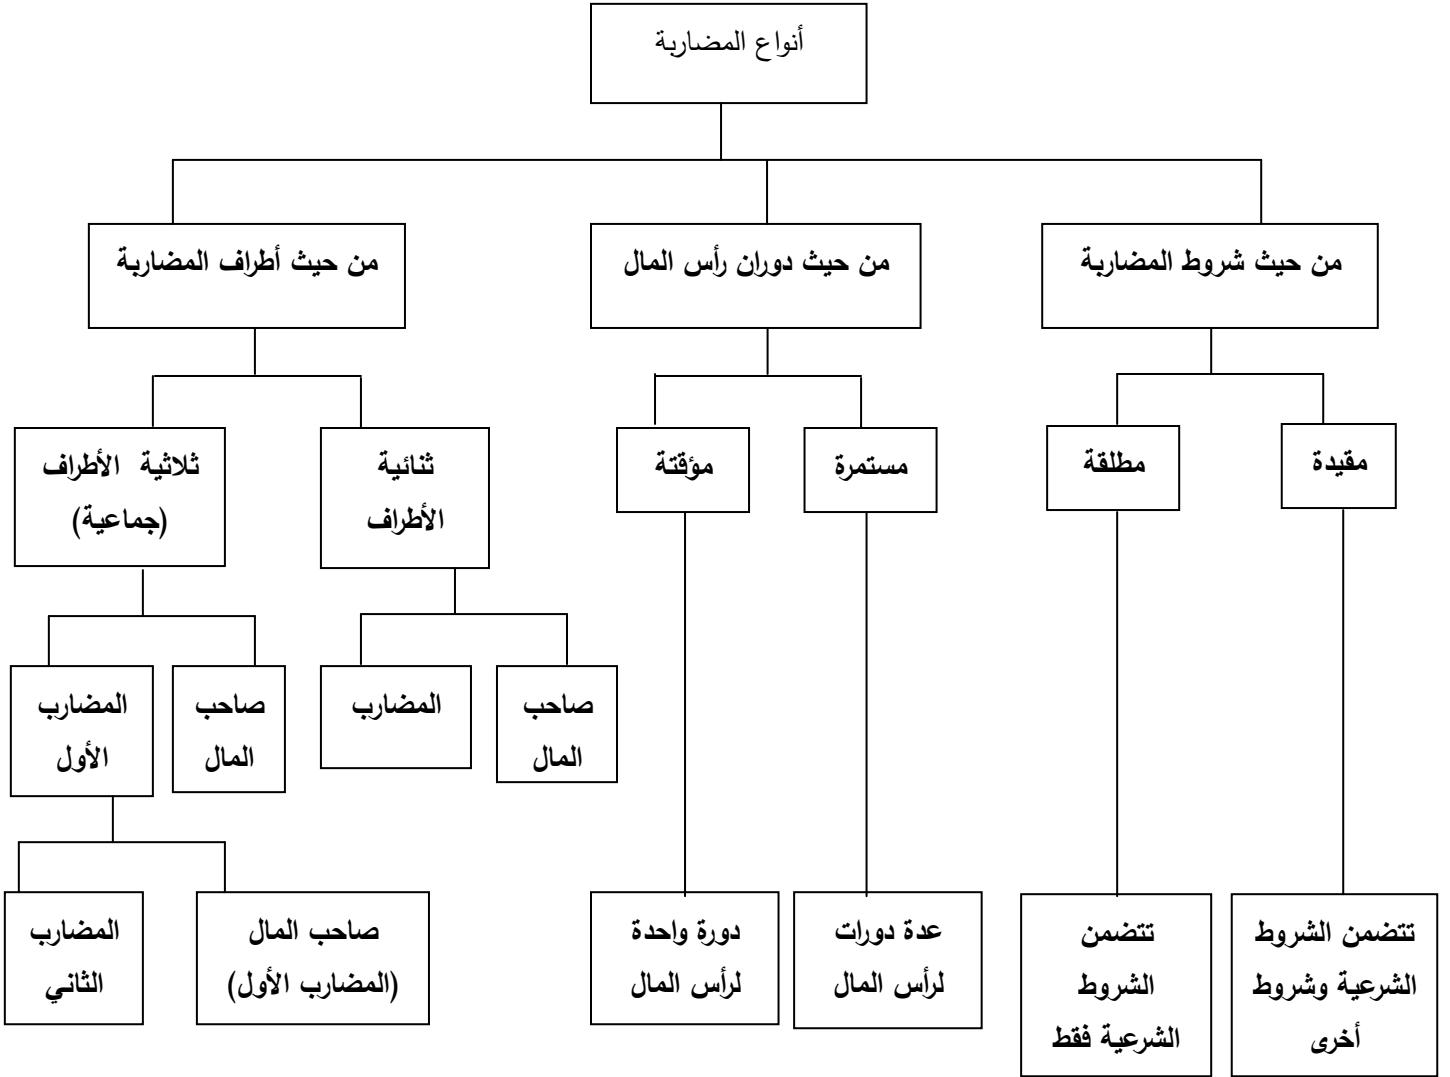 أنواع المضاربة
من حيث شروط المضاربة
من حيث دوران رأس المال
من حيث أطراف المضاربة
مقيدة
مطلقة
مستمرة
مؤقتة
ثنائية
الأطراف
ثلاثية الأطراف
(جماعية)
صاحب
المال
المضارب
صاحب
المال
المضارب
الأول
تتضمن الشروط
الشرعية وشروط
أخرى
تتضمن
الشروط
الشرعية فقط
عدة دورات
لرأس المال
دورة واحدة
لرأس المال
صاحب المال
(المضارب الأول)
المضارب
الثاني